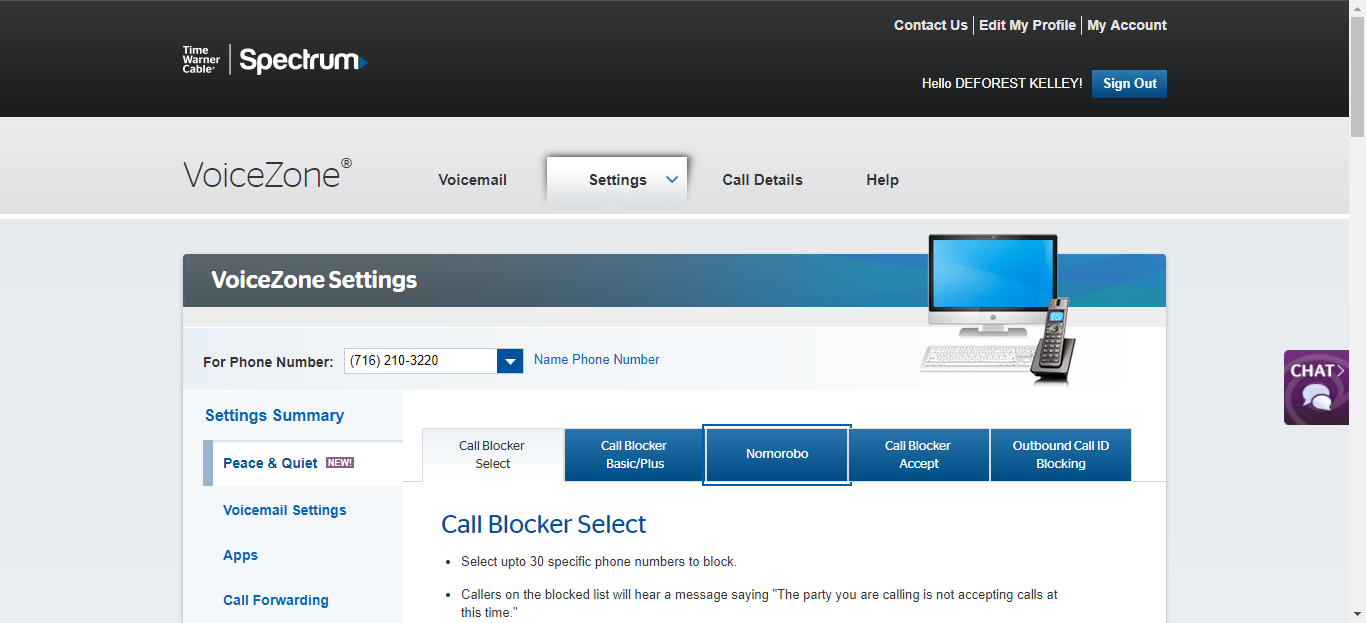 Contact Us Edit My Profile My Account
Time
Warner
Cable
Spectrum
Hello DEFOREST KELLEY! Sign Out
VoiceZone®
Voicemail Settings Call Details Help
VoiceZone Settings
For Phone Number: (716) 210-3220 Name Phone Number
CHAT
Settings Summary
Peace & Quiet NEW!
Voicemail Settings
Apps
Call Forwarding
Call Blocker
Select
Call Blocker
Basic/Plus
Nomorobo
Call Blocker
Accept
Outbound Call ID
Blocking
Call Blocker Select
• Select upto 30 specific phone numbers to block.
• Callers on the blocked list will hear a message saying "The party you are calling is not accepting calls at
this time."